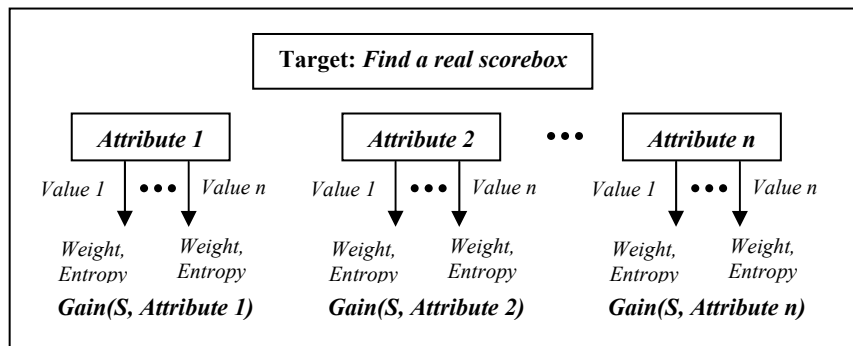 Target: Find a real scorebox
Attribute 1
Attribute 2
•••
Attribute n
Value 1
•••
Value n
Value 1
•••
Value n
Value 1
•••
Value n
Weight,
Entropy
Weight,
Entropy
Weight,
Entropy
Weight,
Entropy
Weight,
Entropy
Weight,
Entropy
Gain(S, Attribute 1)
Gain(S, Attribute 2)
Gain(S, Attribute n)